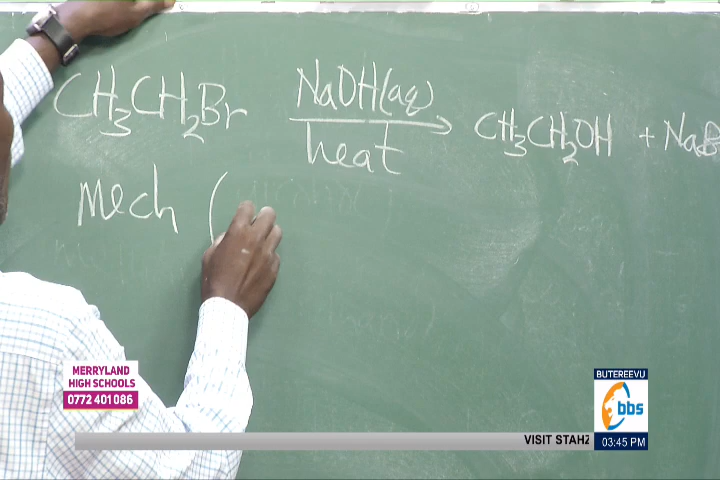 CH3CH2Br NaOH(aq) heat CH3CH2OH + NaB
Mech (
MERRYLAND
HIGH SCHOOLS
0772 401 086
BUTEREEVU
bbs
VISIT STAHZ
03:45 PM